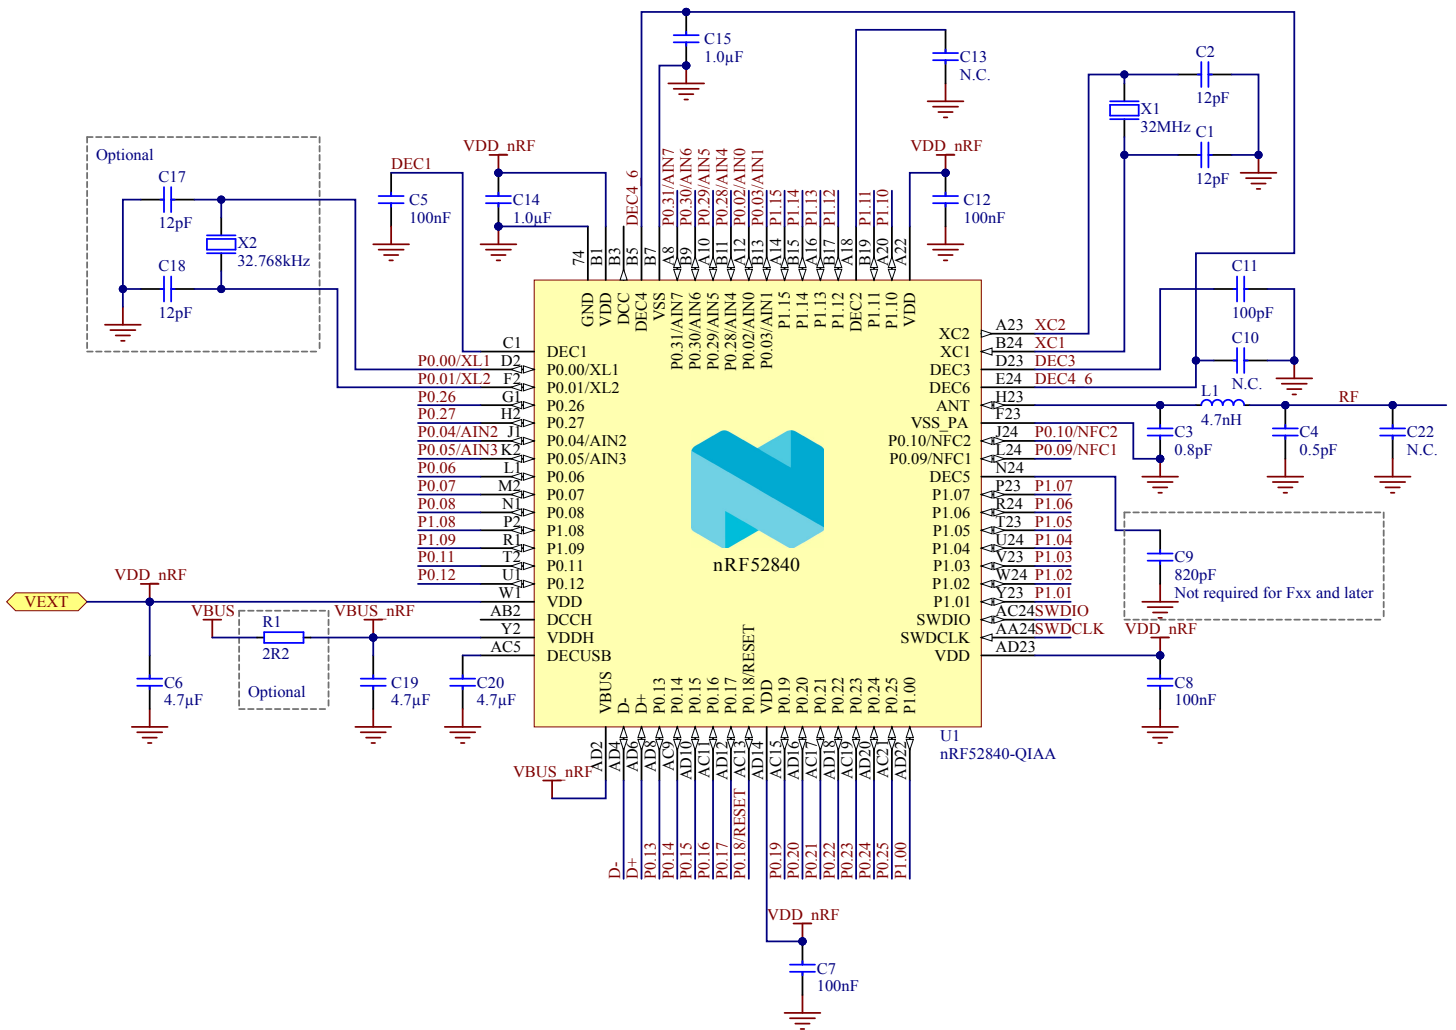 C15
1.0µF
C13
N.C.
C2
12pF
X1
32MHz
C1
12pF
Optional
C17
12pF
X2
32.768kHz
C18
12pF
DEC1
C5
100nF
VDD_nRF
C14
1.0µF
DEC4_6
P0.31/AIN7
P0.30/AIN6
P0.29/AIN5
P0.28/AIN4
P0.02/AIN0
P0.03/AIN1
P1.15
P1.14
P1.13
P1.12
P1.11
P1.10
VDD_nRF
C12
100nF
74
B1
B3
B5
B7
A8
B9
A10
B11
A12
B13
A14
B15
A16
B17
A18
B19
A20
A22
GND
VDD
DCC
DEC4
VSS
P0.31/AIN7
P0.30/AIN6
P0.29/AIN5
P0.28/AIN4
P0.02/AIN0
P0.03/AIN1
P1.15
P1.14
P1.13
P1.12
DEC2
P1.11
P1.10
VDD
C11
100pF
C10
N.C.
C1 DEC1
P0.00/XL1 D2 P0.00/XL1
P0.01/XL2 F2 P0.01/XL2
P0.26 G1 P0.26
P0.27 H2 P0.27
P0.04/AIN2 J1 P0.04/AIN2
P0.05/AIN3 K2 P0.05/AIN3
P0.06 L1 P0.06
P0.07 M2 P0.07
P0.08 N1 P0.08
P1.08 P2 P1.08
P1.09 R1 P1.09
P0.11 T2 P0.11
P0.12 U1 P0.12
W1 VDD
AB2 DCCH
Y2 VDDH
AC5 DECUSB
XC2 A23 XC2
XC1 B24 XC1
DEC3 D23 DEC3
DEC6 E24 DEC4_6
ANT H23
VSS_PA F23
P0.10/NFC2 J24 P0.10/NFC2
P0.09/NFC1 L24 P0.09/NFC1
DEC5 N24
P1.07 P23 P1.07
P1.06 R24 P1.06
P1.05 T23 P1.05
P1.04 U24 P1.04
P1.03 V23 P1.03
P1.02 W24 P1.02
P1.01 Y23 P1.01
SWDIO AC24 SWDIO
SWDCLK AA24 SWDCLK
VDD AD23
L1
4.7nH
RF
C3
0.8pF
C4
0.5pF
C22
N.C.
nRF52840
C9
820pF
Not required for Fxx and later
VDD_nRF
C8
100nF
VEXT
VDD_nRF
C6
4.7µF
VBUS
R1
2R2
Optional
VBUS_nRF
C19
4.7µF
C20
4.7µF
VBUS
D-
D+
P0.13
P0.14
P0.15
P0.16
P0.17
P0.18/RESET
VDD
P0.19
P0.20
P0.21
P0.22
P0.23
P0.24
P0.25
P1.00
U1
nRF52840-QIAA
AD2
AD4
AD6
AD8
AC9
AD10
AC11
AD12
AC13
AD14
AC15
AD16
AC17
AD18
AC19
AD20
AC21
AD22
VBUS_nRF
D-
D+
P0.13
P0.14
P0.15
P0.16
P0.17
P0.18/RESET
P0.19
P0.20
P0.21
P0.22
P0.23
P0.24
P0.25
P1.00
VDD_nRF
C7
100nF